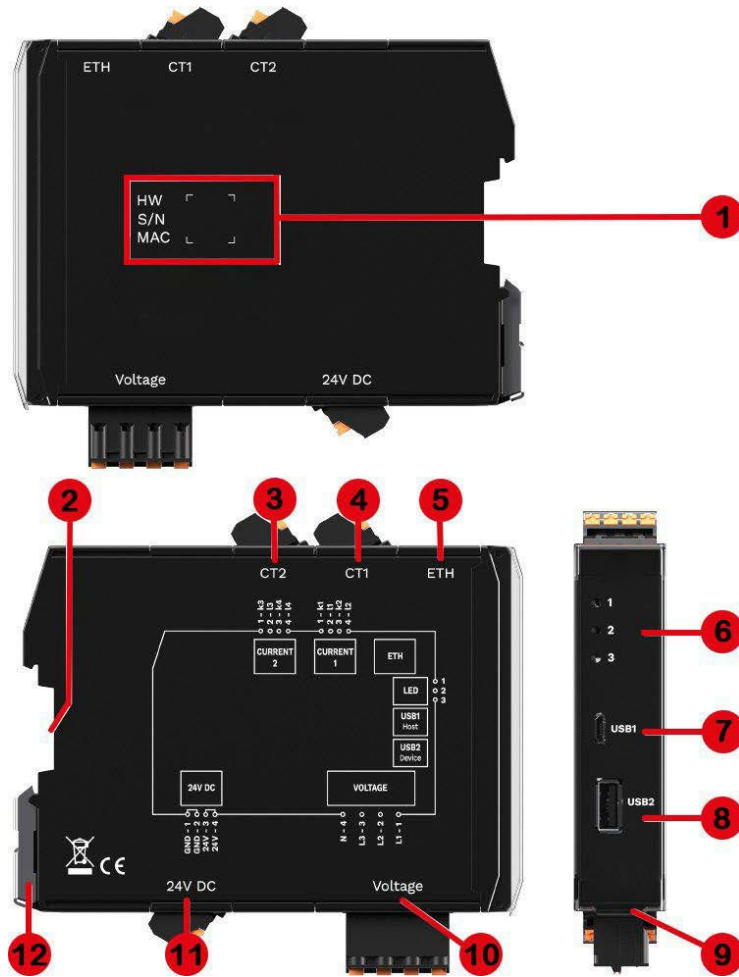 ETH CT1 CT2
HW
S/N
MAC
1
Voltage 24V DC
2
3
4
5
CT2 CT1 ETH
1 - k3
2 - l3
3 - k4
4 - l4
1 - k1
2 - l1
3 - k2
4 - l2
CURRENT
2
CURRENT
1
ETH
LED
1
2
3
USB1
Host
USB2
Device
24V DC
VOLTAGE
GND - 1
GND - 2
24V - 3
24V - 4
N - 4
L3 - 3
L2 - 2
L1 - 1
CE
24V DC Voltage
12
11
10
1
2
3
6
USB1
7
USB2
8
9